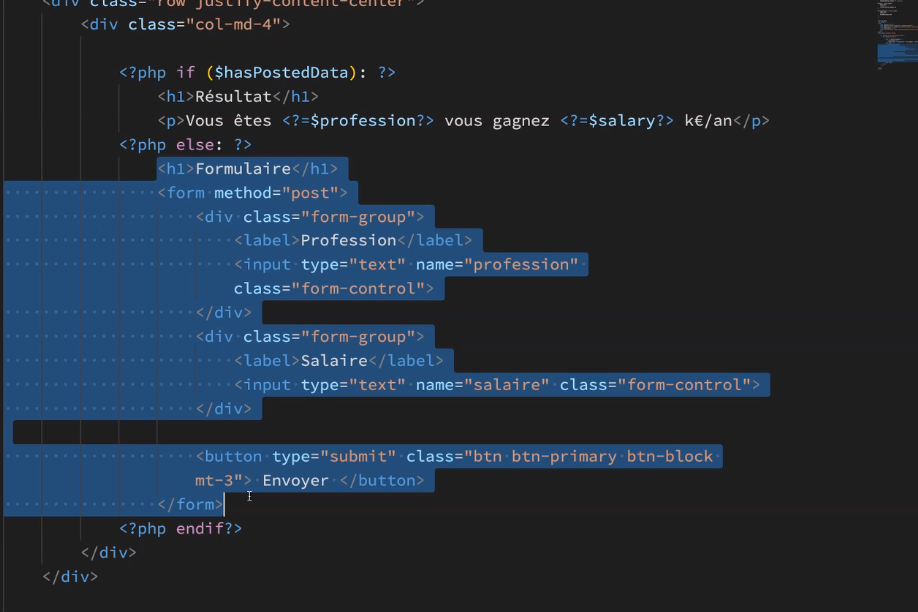 <div class="row justify-content-center">
<div class="col-md-4">
<?php if ($hasPostedData): ?>
<h1>Résultat</h1>
<p>Vous êtes <?=$profession?> vous gagnez <?=$salary?> k€/an</p>
<?php else: ?>
<h1>Formulaire</h1>
<form method="post">
<div class="form-group">
<label>Profession</label>
<input type="text" name="profession"
class="form-control">
</div>
<div class="form-group">
<label>Salaire</label>
<input type="text" name="salaire" class="form-control">
</div>
<button type="submit" class="btn btn-primary btn-block
mt-3"> Envoyer </button>
</form>
<?php endif?>
</div>
</div>